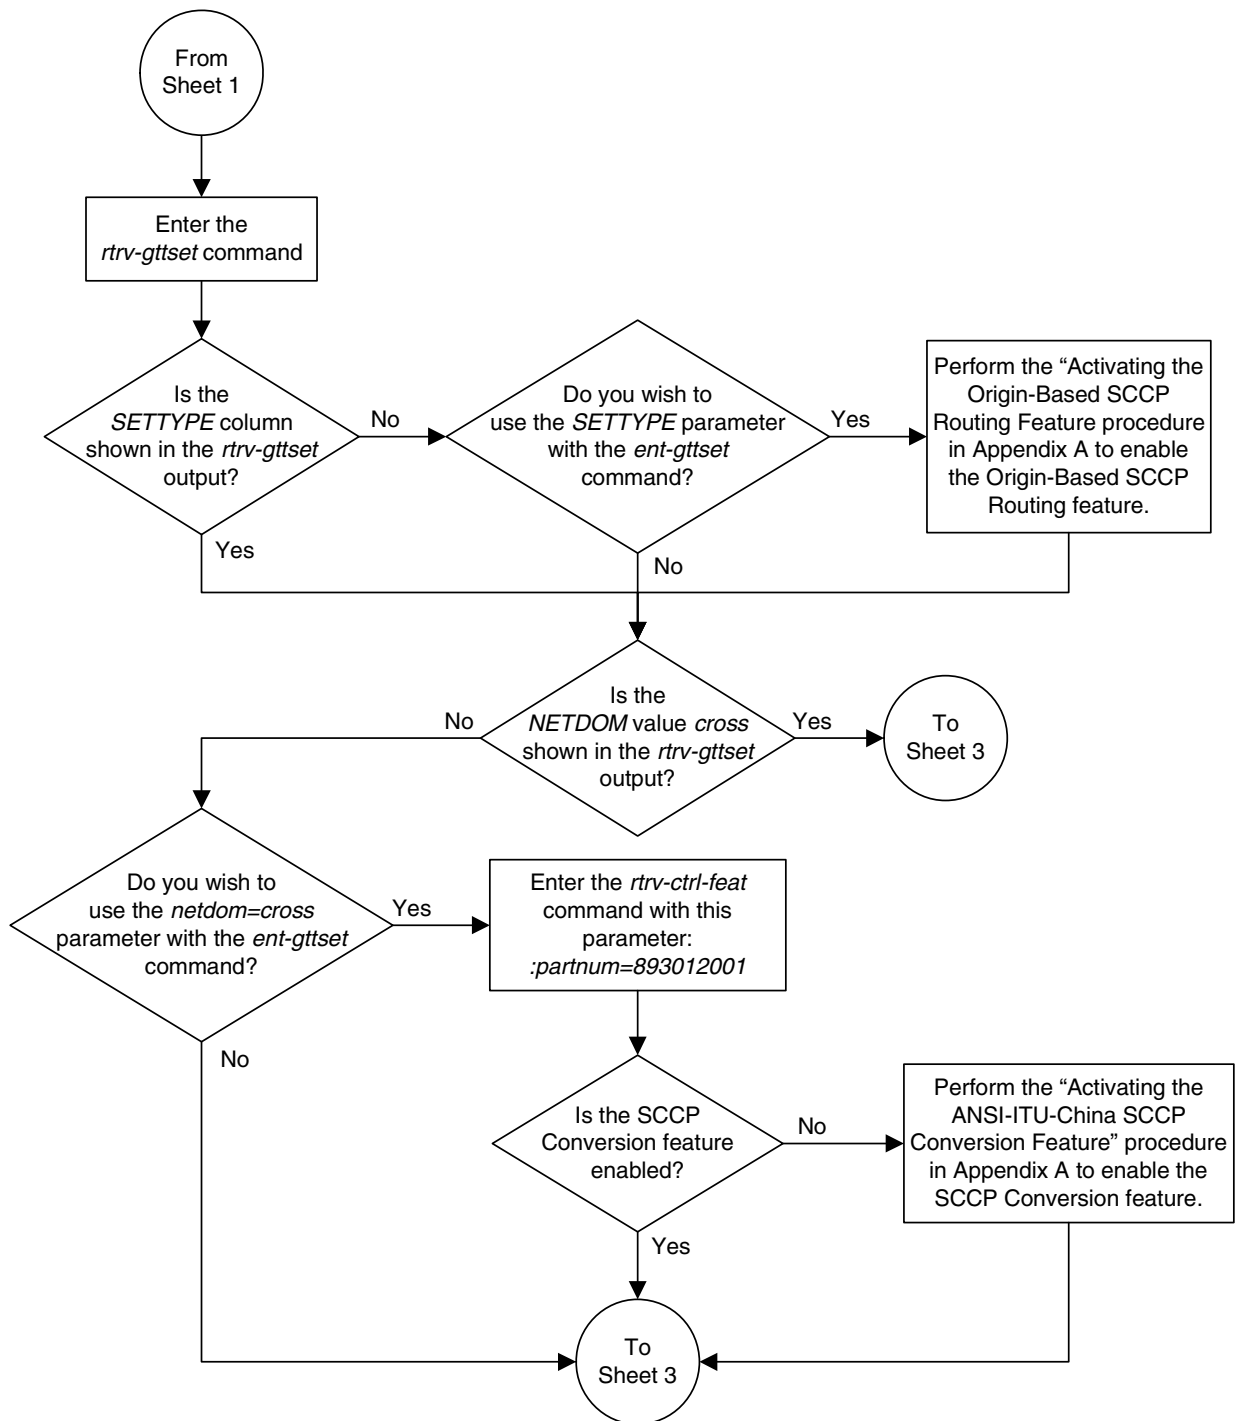 From
Sheet 1
Enter the
rtrv-gttset command
Is the
SETTYPE column
shown in the rtrv-gttset
output?
No
Yes
Do you wish to
use the SETTYPE parameter
with the ent-gttset
command?
Yes
No
Perform the “Activating the
Origin-Based SCCP
Routing Feature procedure
in Appendix A to enable
the Origin-Based SCCP
Routing feature.
Is the
NETDOM value cross
shown in the rtrv-gttset
output?
No
Yes
To
Sheet 3
Do you wish to
use the netdom=cross
parameter with the ent-gttset
command?
Yes
No
Enter the rtrv-ctrl-feat
command with this
parameter:
:partnum=893012001
Is the SCCP
Conversion feature
enabled?
No
Yes
Perform the “Activating the
ANSI-ITU-China SCCP
Conversion Feature” procedure
in Appendix A to enable the
SCCP Conversion feature.
To
Sheet 3